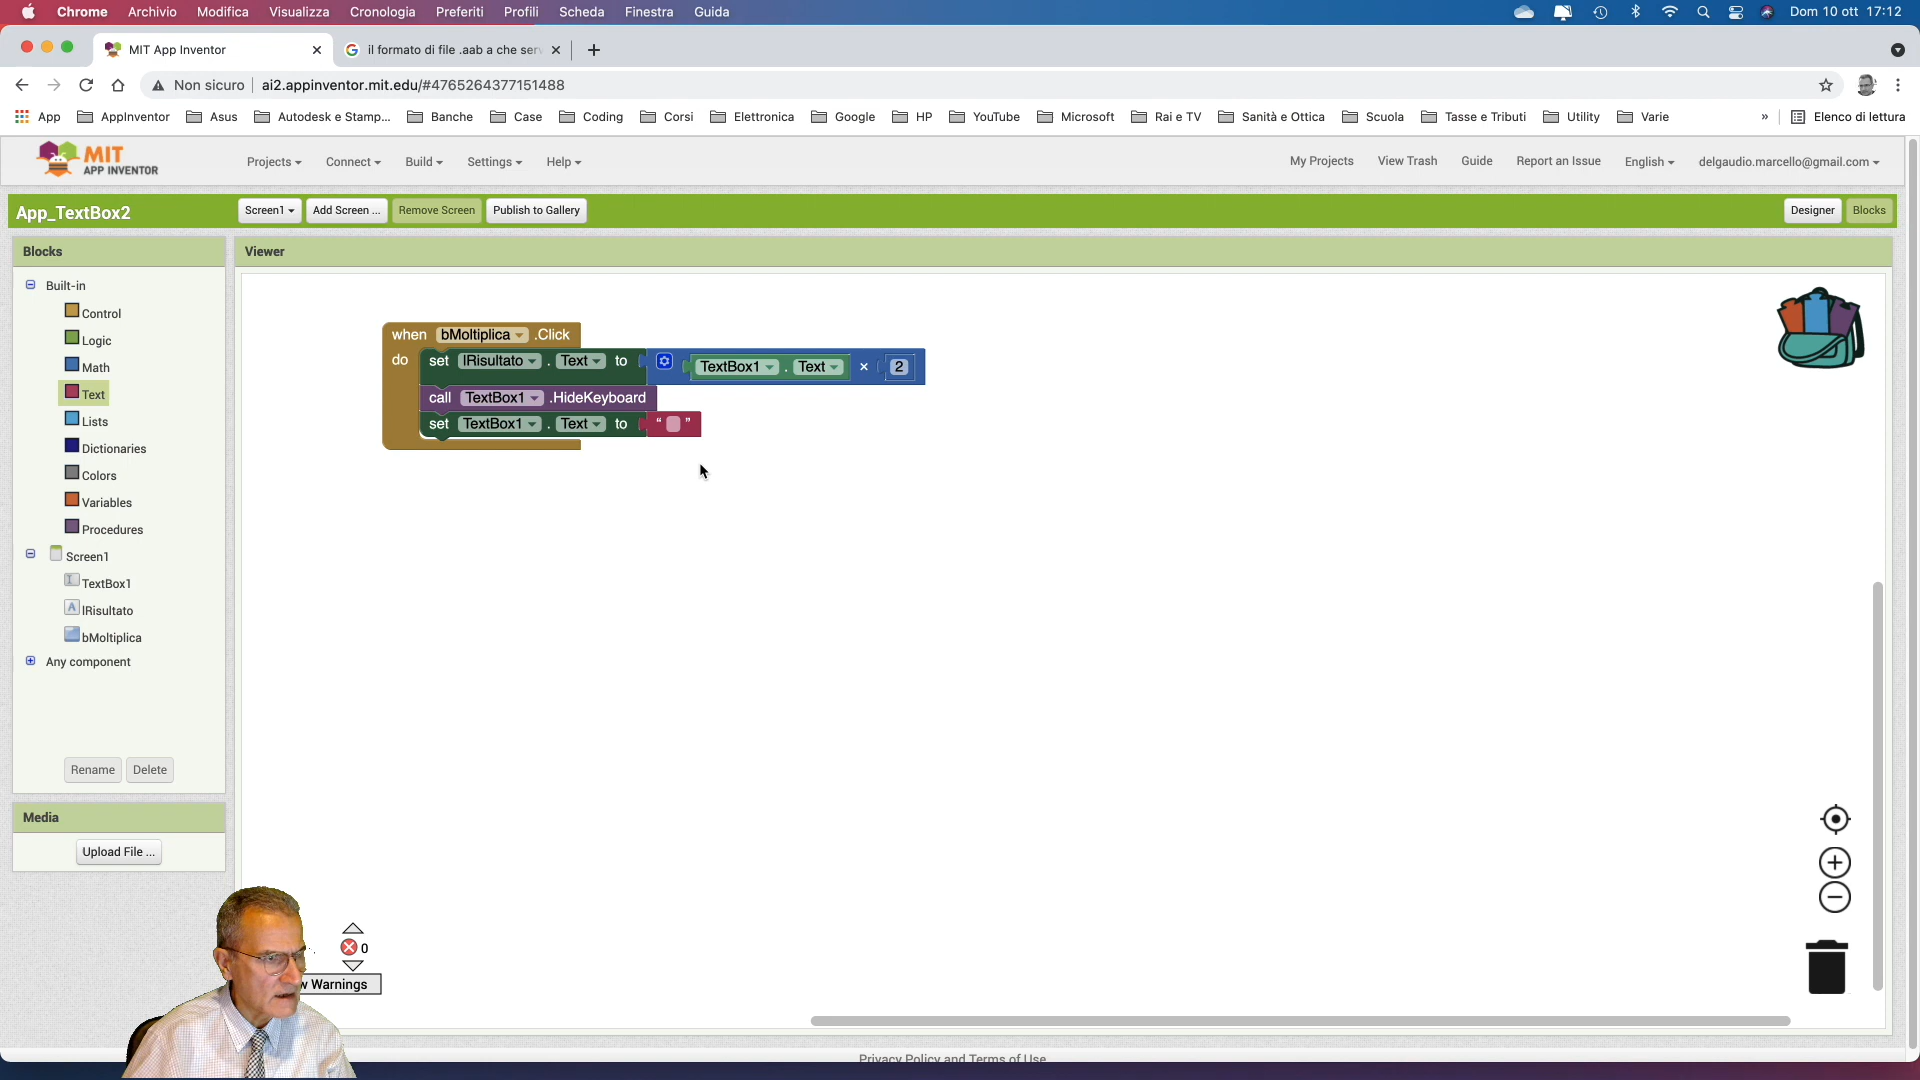 Chrome Archivio Modifica Visualizza Cronologia Preferiti Profili Scheda Finestra Guida Dom 10 ott 17:12
MIT App Inventor il formato di file .aab a che ser
Non sicuro ai2.appinventor.mit.edu/#4765264377151488
App AppInventor Asus Autodesk e Stamp... Banche Case Coding Corsi Elettronica Google HP YouTube Microsoft Rai e TV Sanità e Ottica Scuola Tasse e Tributi Utility Varie » Elenco di lettura
MIT
APP INVENTOR
Projects Connect Build Settings Help My Projects View Trash Guide Report an Issue English delgaudio.marcello@gmail.com
App_TextBox2 Screen1 Add Screen ... Remove Screen Publish to Gallery Designer Blocks
Blocks Viewer
Built-in
Control
Logic
Math
Text
Lists
Dictionaries
Colors
Variables
Procedures
Screen1
TextBox1
lRisultato
bMoltiplica
Any component
Rename Delete
Media
Upload File ...
when bMoltiplica .Click
do set lRisultato . Text to TextBox1 . Text × 2
call TextBox1 .HideKeyboard
set TextBox1 . Text to " "
0
w Warnings
Privacy Policy and Terms of Use